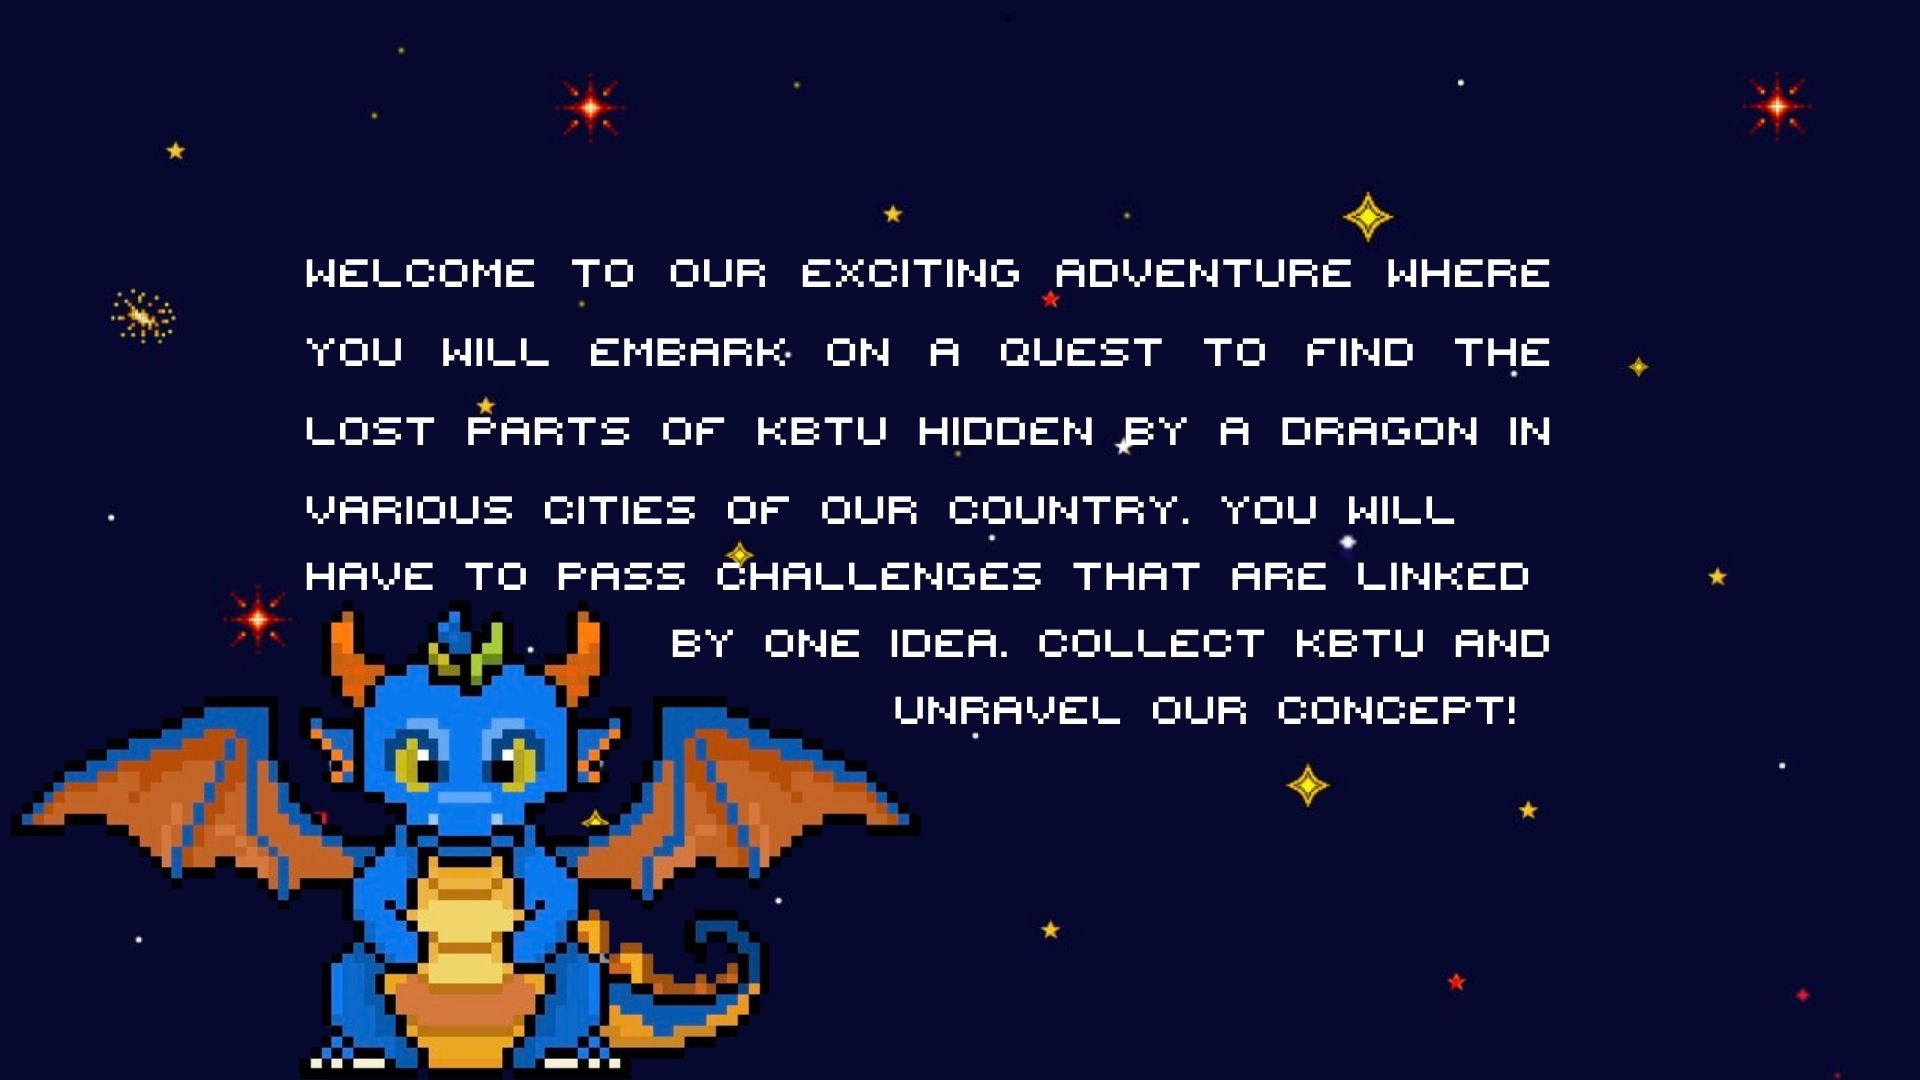 WELCOME TO OUR EXCITING ADVENTURE WHERE
YOU WILL EMBARK ON A QUEST TO FIND THE
LOST PARTS OF KBTU HIDDEN BY A DRAGON IN
VARIOUS CITIES OF OUR COUNTRY. YOU WILL
HAVE TO PASS CHALLENGES THAT ARE LINKED
BY ONE IDEA. COLLECT KBTU AND
UNRAVEL OUR CONCEPT!